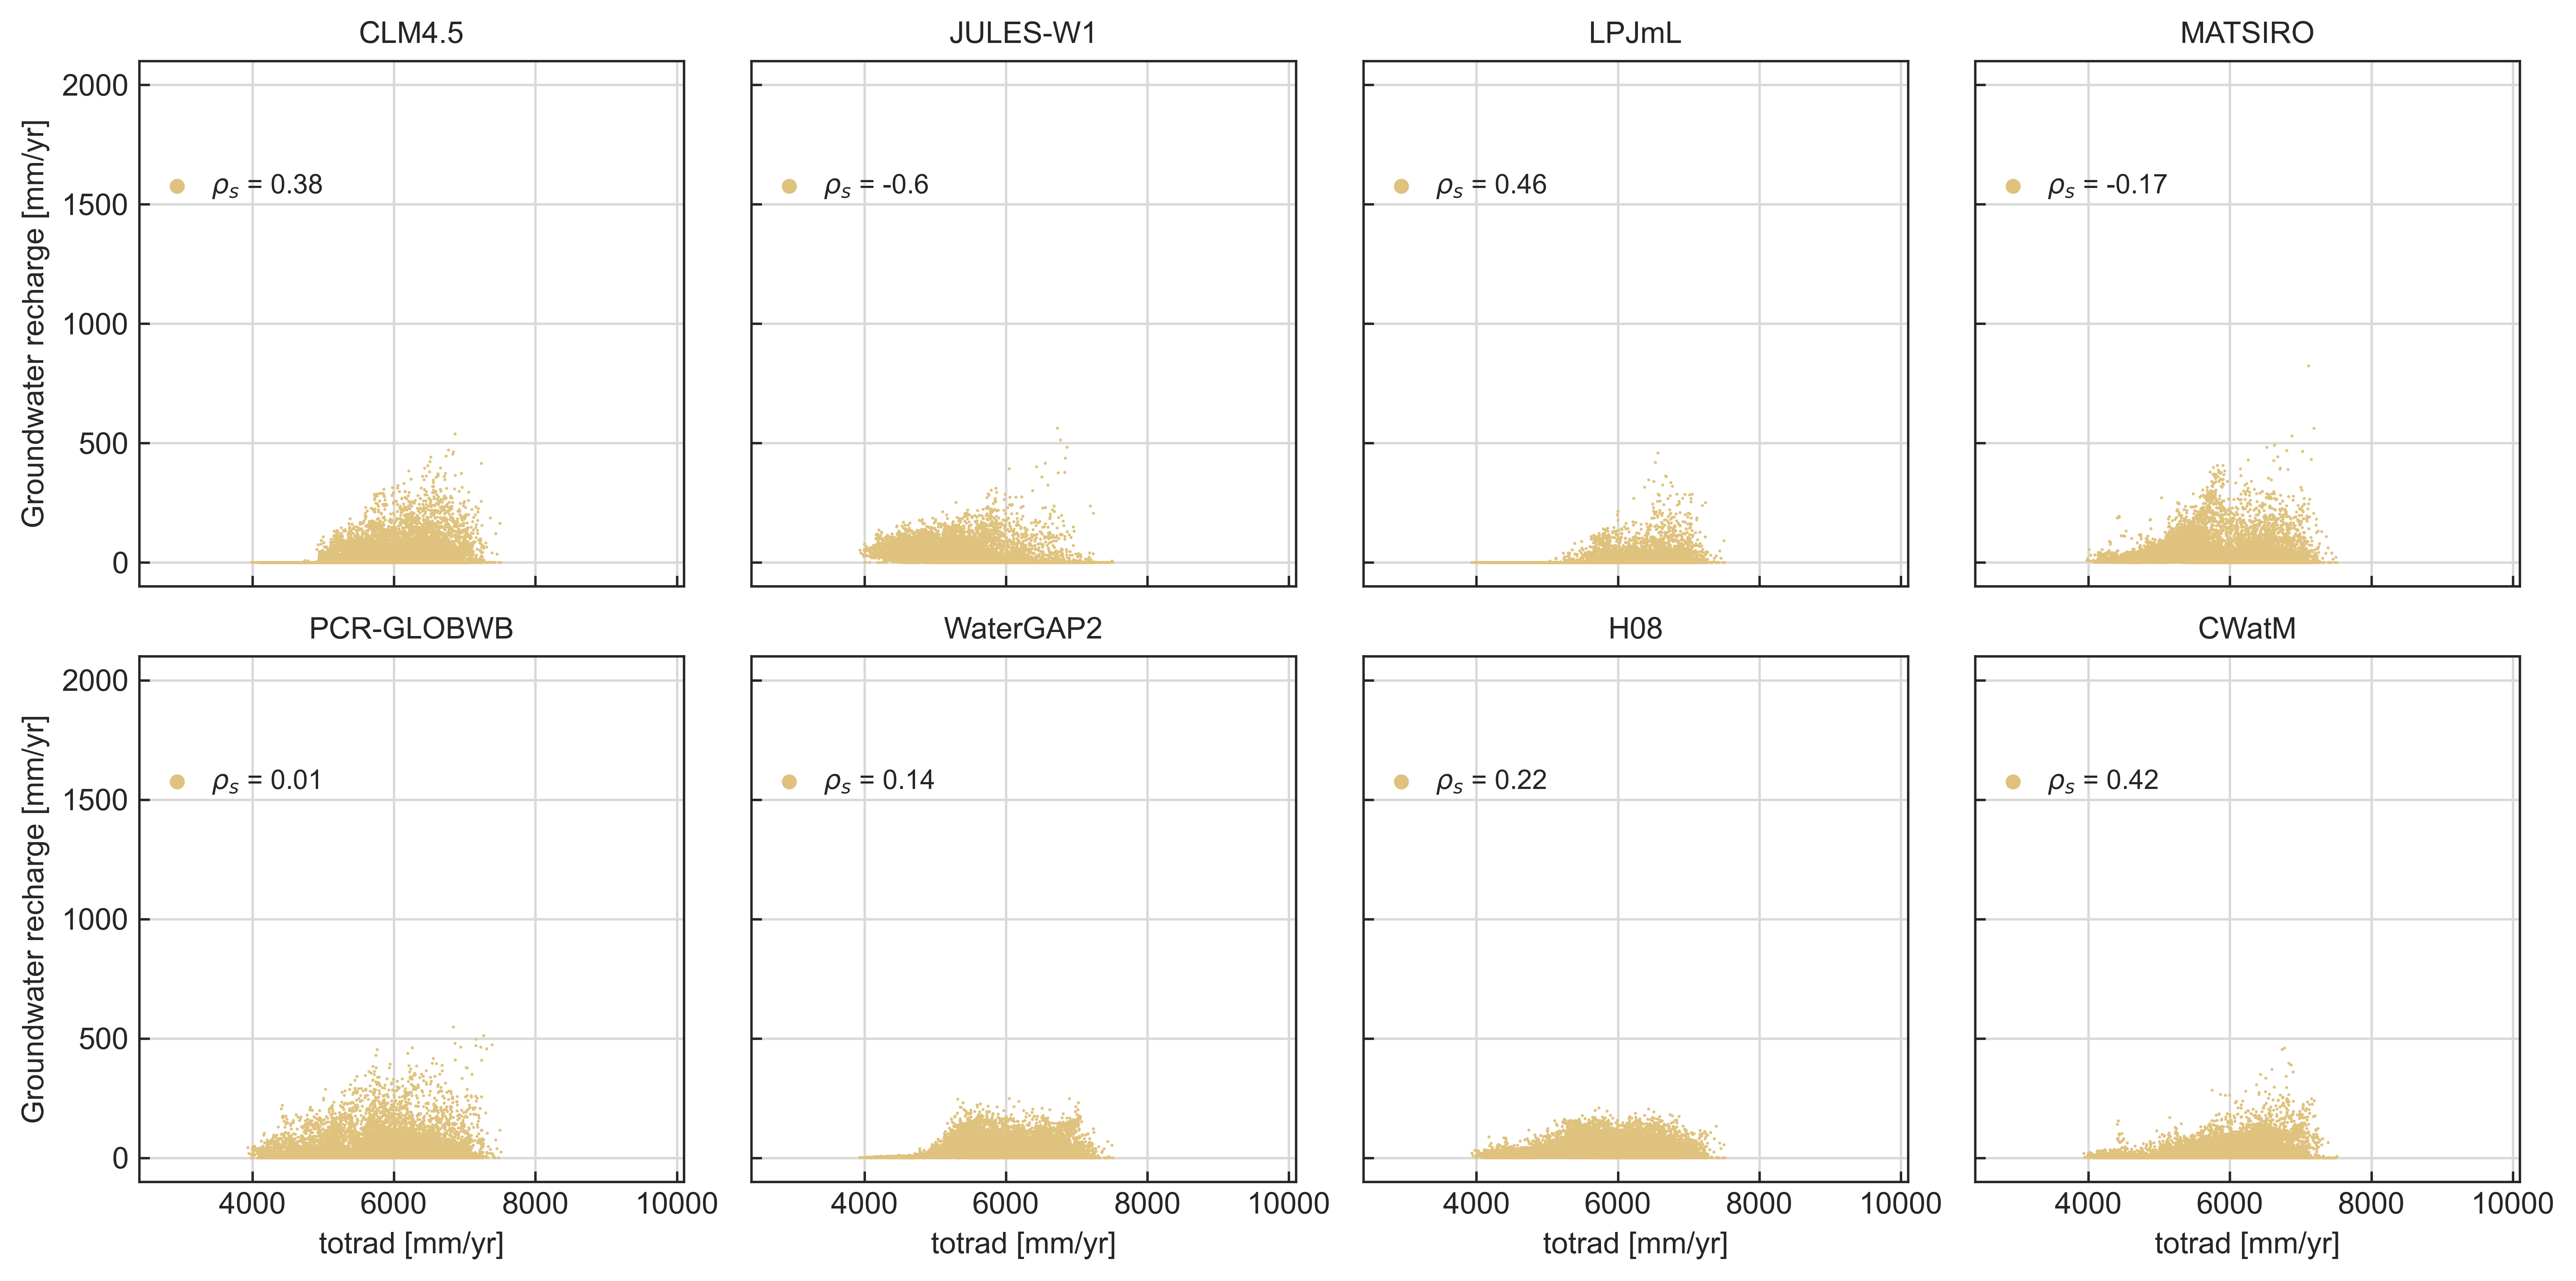 CLM4.5
JULES-W1
LPJmL
MATSIRO
Groundwater recharge [mm/yr]
2000
1500
1000
500
0
ρs = 0.38
ρs = -0.6
ρs = 0.46
ρs = -0.17
PCR-GLOBWB
WaterGAP2
H08
CWatM
Groundwater recharge [mm/yr]
2000
1500
1000
500
0
ρs = 0.01
ρs = 0.14
ρs = 0.22
ρs = 0.42
4000 6000 8000 10000
4000 6000 8000 10000
4000 6000 8000 10000
4000 6000 8000 10000
totrad [mm/yr]
totrad [mm/yr]
totrad [mm/yr]
totrad [mm/yr]